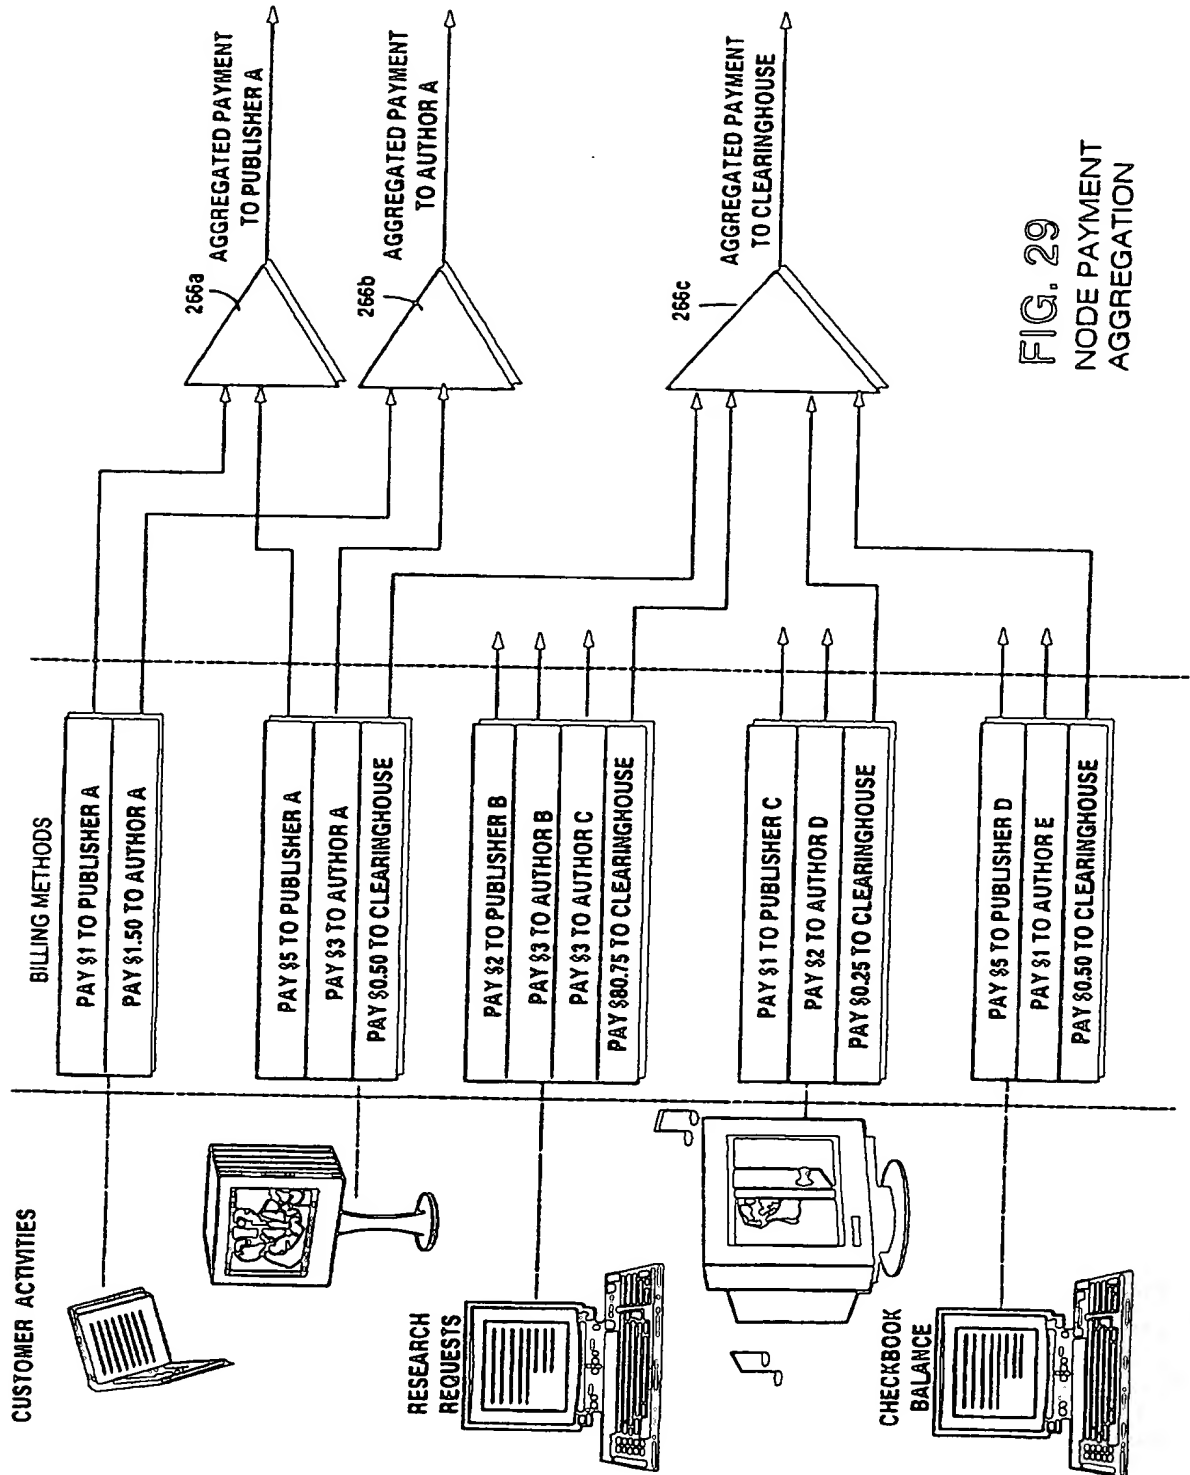 CUSTOMER ACTIVITIES
BILLING METHODS
PAY $1 TO PUBLISHER A
PAY $1.50 TO AUTHOR A
PAY $5 TO PUBLISHER A
PAY $3 TO AUTHOR A
PAY $0.50 TO CLEARINGHOUSE
RESEARCH
REQUESTS
PAY $2 TO PUBLISHER B
PAY $3 TO AUTHOR B
PAY $3 TO AUTHOR C
PAY $80.75 TO CLEARINGHOUSE
PAY $1 TO PUBLISHER C
PAY $2 TO AUTHOR D
PAY $0.25 TO CLEARINGHOUSE
CHECKBOOK
BALANCE
PAY $5 TO PUBLISHER D
PAY $1 TO AUTHOR E
PAY $0.50 TO CLEARINGHOUSE
266a
AGGREGATED PAYMENT
TO PUBLISHER A
266b
AGGREGATED PAYMENT
TO AUTHOR A
266c
AGGREGATED PAYMENT
TO CLEARINGHOUSE
FIG. 29
NODE PAYMENT
AGGREGATION